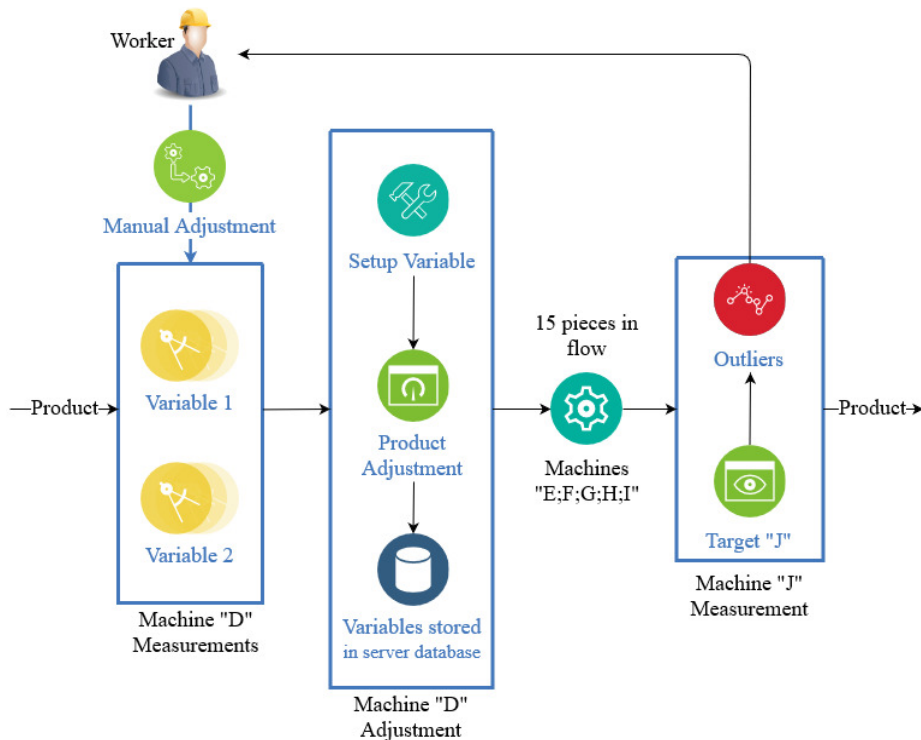 Worker
Manual Adjustment
Product
Variable 1
Variable 2
Machine "D"
Measurements
Setup Variable
Product
Adjustment
Variables stored
in server database
Machine "D"
Adjustment
15 pieces in
flow
Machines
"E;F;G;H;I"
Outliers
Target "J"
Machine "J"
Measurement
Product